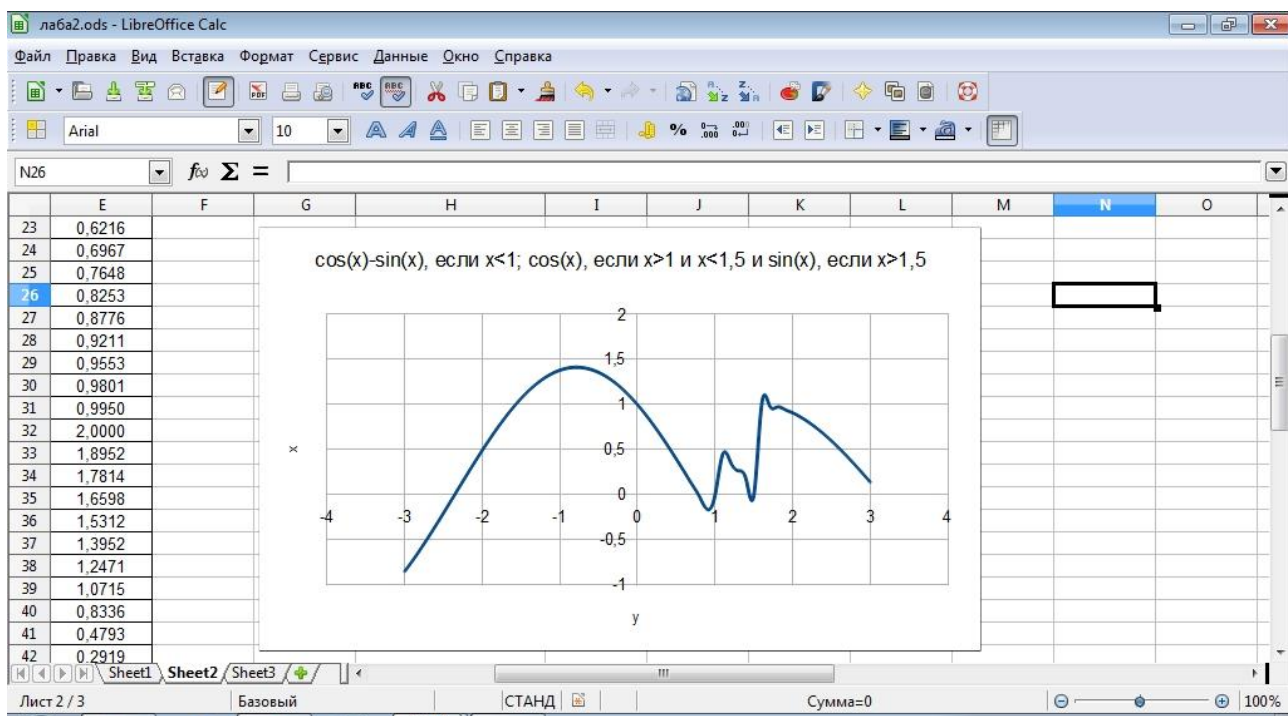 лаба2.ods - LibreOffice Calc
Файл Правка Вид Вставка Формат Сервис Данные Окно Справка
Arial 10
N26
E F G H I J K L M N O
23 0,6216
24 0,6967
25 0,7648
26 0,8253
27 0,8776
28 0,9211
29 0,9553
30 0,9801
31 0,9950
32 2,0000
33 1,8952
34 1,7814
35 1,6598
36 1,5312
37 1,3952
38 1,2471
39 1,0715
40 0,8336
41 0,4793
42 0,2919
cos(x)-sin(x), если x<1; cos(x), если x>1 и x<1,5 и sin(x), если x>1,5
2
1,5
1
0,5
0
-4 -3 -2 -1 0 1 2 3 4
-0,5
-1
x
y
Sheet1 Sheet2 Sheet3
Лист 2 / 3 Базовый СТАНД Сумма=0 100%